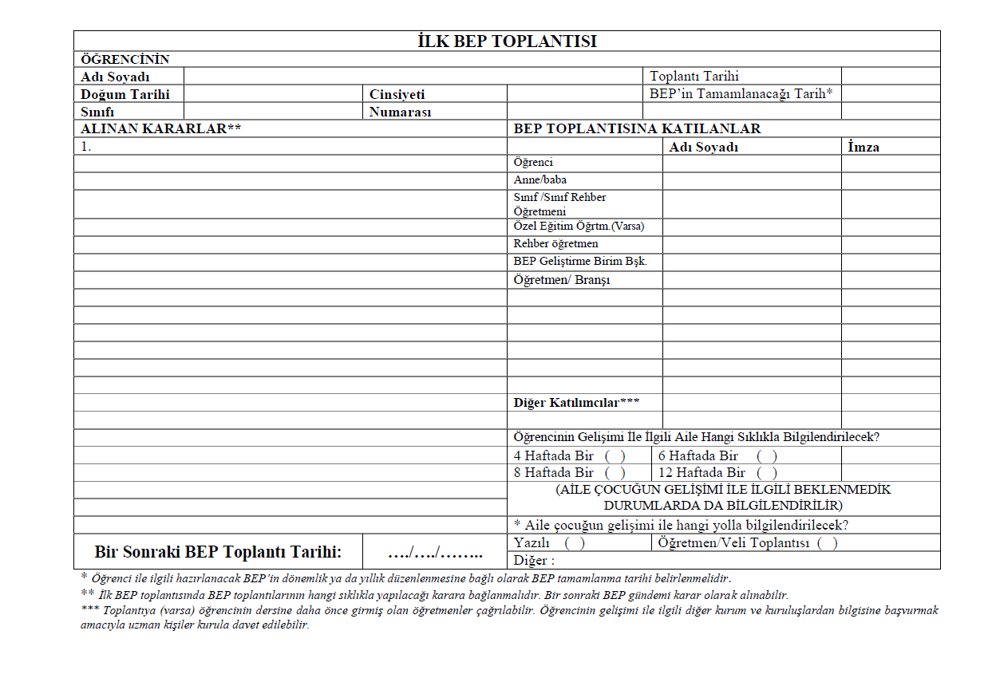 İLK BEP TOPLANTISI
ÖĞRENCİNİN
Adı Soyadı Toplantı Tarihi
Doğum Tarihi Cinsiyeti BEP’in Tamamlanacağı Tarih*
Sınıfı Numarası
ALINAN KARARLAR** BEP TOPLANTISINA KATILANLAR
1. Adı Soyadı İmza
Öğrenci
Anne/baba
Sınıf /Sınıf Rehber
Öğretmeni
Özel Eğitim Öğrtm.(Varsa)
Rehber öğretmen
BEP Geliştirme Birim Bşk.
Öğretmen/ Branşı
Diğer Katılımcılar***
Öğrencinin Gelişimi İle İlgili Aile Hangi Sıklıkla Bilgilendirilecek?
4 Haftada Bir ( ) 6 Haftada Bir ( )
8 Haftada Bir ( ) 12 Haftada Bir ( )
(AİLE ÇOCUĞUN GELİŞİMİ İLE İLGİLİ BEKLENMEDİK
DURUMLARDA DA BİLGİLENDİRİLİR)
* Aile çocuğun gelişimi ile hangi yolla bilgilendirilecek?
Bir Sonraki BEP Toplantı Tarihi: …./…./……..
Yazılı ( ) Öğretmen/Veli Toplantısı ( )
Diğer :
* Öğrenci ile ilgili hazırlanacak BEP’in dönemlik ya da yıllık düzenlenmesine bağlı olarak BEP tamamlanma tarihi belirlenmelidir.
** İlk BEP toplantısında BEP toplantılarının hangi sıklıkla yapılacağı karara bağlanmalıdır. Bir sonraki BEP gündemi karar olarak alınabilir.
*** Toplantıya (varsa) öğrencinin dersine daha önce girmiş olan öğretmenler çağrılabilir. Öğrencinin gelişimi ile ilgili diğer kurum ve kuruluşlardan bilgisine başvurmak
amacıyla uzman kişiler kurula davet edilebilir.